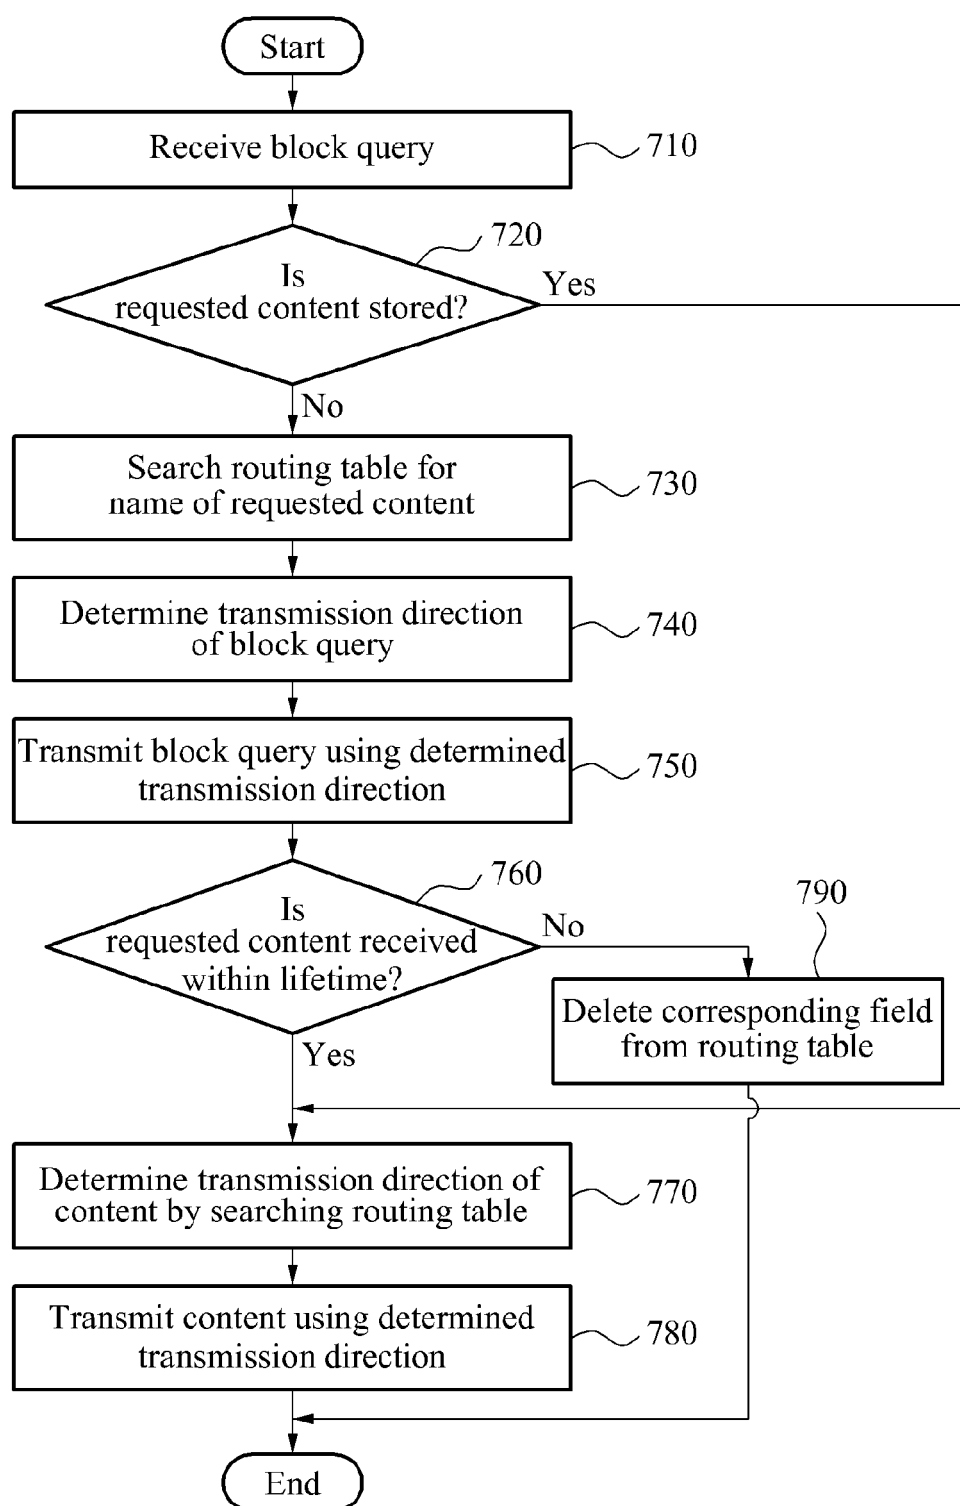 Start
Receive block query
710
720
Is
requested content stored?
Yes
No
Search routing table for
name of requested content
730
Determine transmission direction
of block query
740
Transmit block query using determined
transmission direction
750
760
Is
requested content received
within lifetime?
No
790
Delete corresponding field
from routing table
Yes
Determine transmission direction of
content by searching routing table
770
Transmit content using determined
transmission direction
780
End